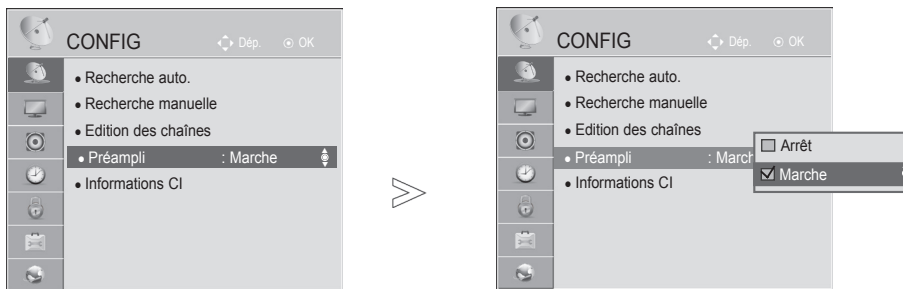 CONFIG
Dép. OK
• Recherche auto.
• Recherche manuelle
• Edition des chaînes
• Préampli : Marche
• Informations CI
CONFIG
Dép. OK
• Recherche auto.
• Recherche manuelle
• Edition des chaînes
• Préampli : March
• Informations CI
Arrêt
Marche